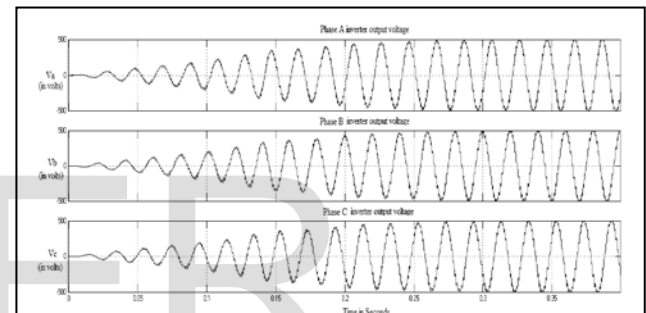 Phase A inverter output voltage
500
Va
(in volts)
0
-500
Phase B inverter output voltage
500
Vb
(in volts)
0
-500
Phase C inverter output voltage
500
Vc
(in volts)
0
-500
0 0.05 0.1 0.15 0.2 0.25 0.3 0.35
Time in Seconds